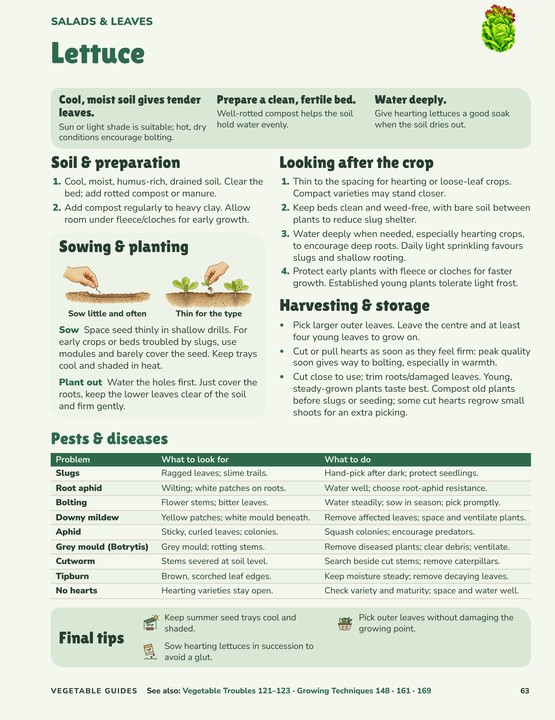 SALADS & LEAVES
Lettuce
Cool, moist soil gives tender
leaves.
Sun or light shade is suitable; hot, dry
conditions encourage bolting.
Prepare a clean, fertile bed.
Well-rotted compost helps the soil
hold water evenly.
Water deeply.
Give hearting lettuces a good soak
when the soil dries out.
Soil & preparation
1. Cool, moist, humus-rich, drained soil. Clear the
bed; add rotted compost or manure.
2. Add compost regularly to heavy clay. Allow
room under fleece/cloches for early growth.
Sowing & planting
Sow little and often
Thin for the type
Sow Space seed thinly in shallow drills. For
early crops or beds troubled by slugs, use
modules and barely cover the seed. Keep trays
cool and shaded in heat.
Plant out Water the holes first. Just cover the
roots, keep the lower leaves clear of the soil
and firm gently.
Looking after the crop
1. Thin to the spacing for hearting or loose-leaf crops.
Compact varieties may stand closer.
2. Keep beds clean and weed-free, with bare soil between
plants to reduce slug shelter.
3. Water deeply when needed, especially hearting crops,
to encourage deep roots. Daily light sprinkling favours
slugs and shallow rooting.
4. Protect early plants with fleece or cloches for faster
growth. Established young plants tolerate light frost.
Harvesting & storage
• Pick larger outer leaves. Leave the centre and at least
four young leaves to grow on.
• Cut or pull hearts as soon as they feel firm; peak quality
soon gives way to bolting, especially in warmth.
• Cut close to use; trim roots/damaged leaves. Young,
steady-grown plants taste best. Compost old plants
before slugs or seeding; some cut hearts regrow small
shoots for an extra picking.
Pests & diseases
Problem What to look for What to do
Slugs Ragged leaves; slime trails. Hand-pick after dark; protect seedlings.
Root aphid Wilting; white patches on roots. Water well; choose root-aphid resistance.
Bolting Flower stems; bitter leaves. Water steadily; sow in season; pick promptly.
Downy mildew Yellow patches; white mould beneath. Remove affected leaves; space and ventilate plants.
Aphid Sticky, curled leaves; colonies. Squash colonies; encourage predators.
Grey mould (Botrytis) Grey mould; rotting stems. Remove diseased plants; clear debris; ventilate.
Cutworm Stems severed at soil level. Search beside cut stems; remove caterpillars.
Tipburn Brown, scorched leaf edges. Keep moisture steady; remove decaying leaves.
No hearts Hearting varieties stay open. Check variety and maturity; space and water well.
Final tips
Keep summer seed trays cool and
shaded.
Sow hearting lettuces in succession to
avoid a glut.
Pick outer leaves without damaging the
growing point.
VEGETABLE GUIDES See also: Vegetable Troubles 121–123 · Growing Techniques 148 · 161 · 169 63